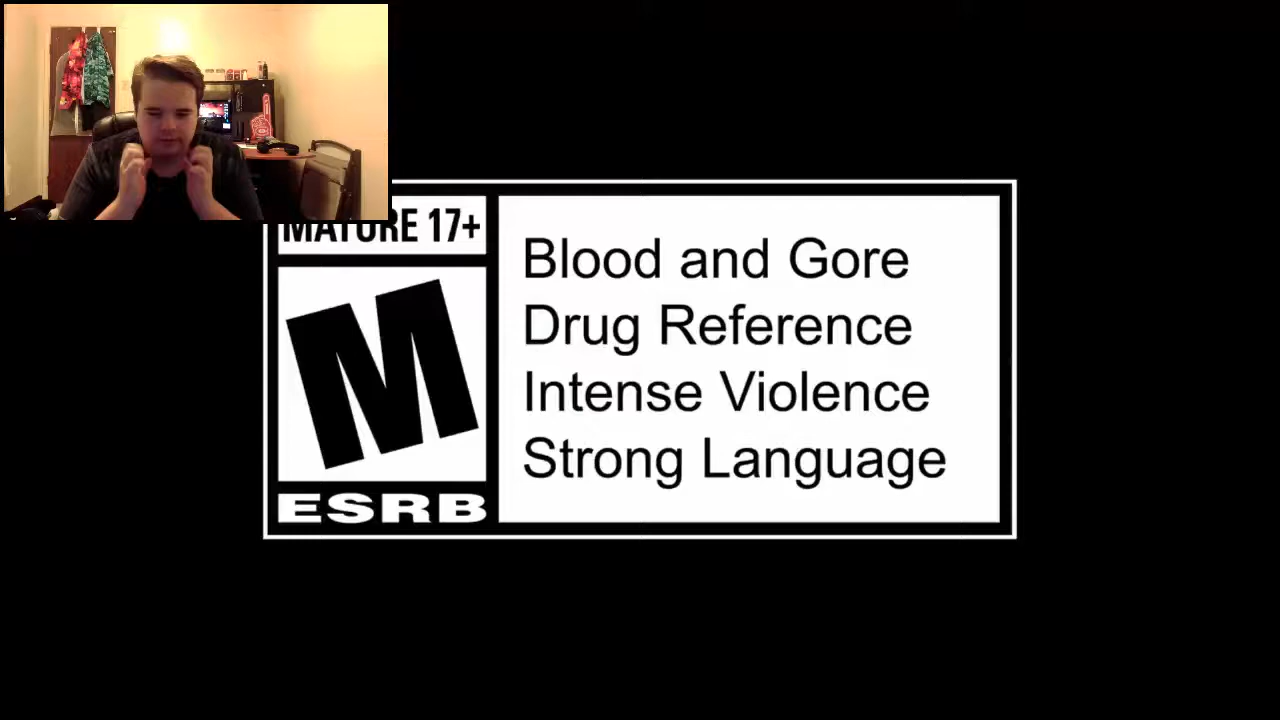 MATURE 17+
M
ESRB
Blood and Gore
Drug Reference
Intense Violence
Strong Language